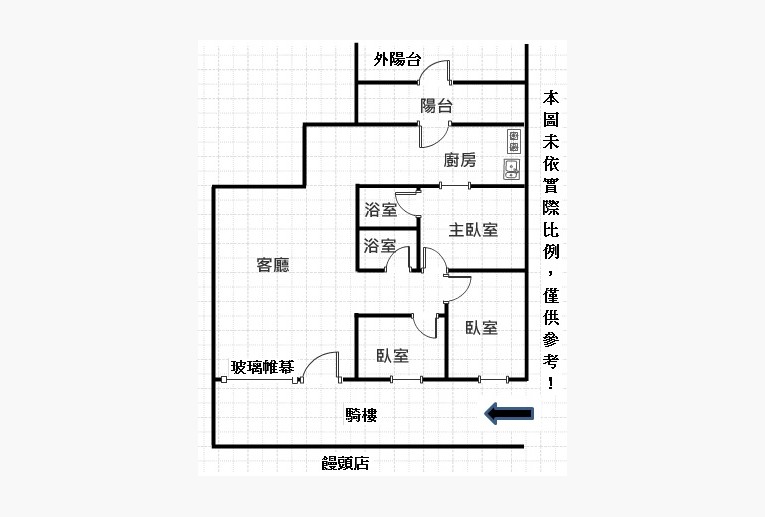 外陽台
陽台
廚房
浴室
主臥室
浴室
客廳
臥室
臥室
玻璃帷幕
騎樓
饅頭店
本圖未依實際比例，僅供參考！